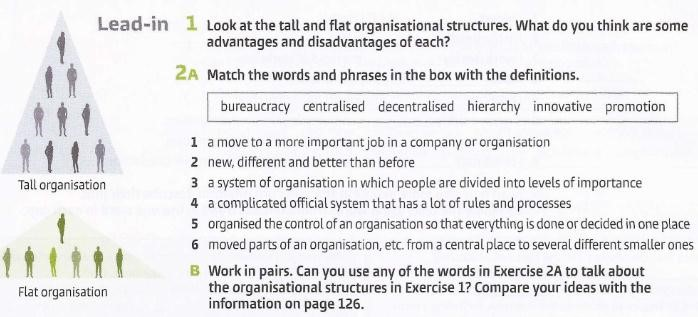 Lead-in
1 Look at the tall and flat organisational structures. What do you think are some
advantages and disadvantages of each?
2A Match the words and phrases in the box with the definitions.
bureaucracy centralised decentralised hierarchy innovative promotion
1 a move to a more important job in a company or organisation
2 new, different and better than before
3 a system of organisation in which people are divided into levels of importance
4 a complicated official system that has a lot of rules and processes
5 organised the control of an organisation so that everything is done or decided in one place
6 moved parts of an organisation, etc. from a central place to several different smaller ones
B Work in pairs. Can you use any of the words in Exercise 2A to talk about
the organisational structures in Exercise 1? Compare your ideas with the
information on page 126.
Tall organisation
Flat organisation